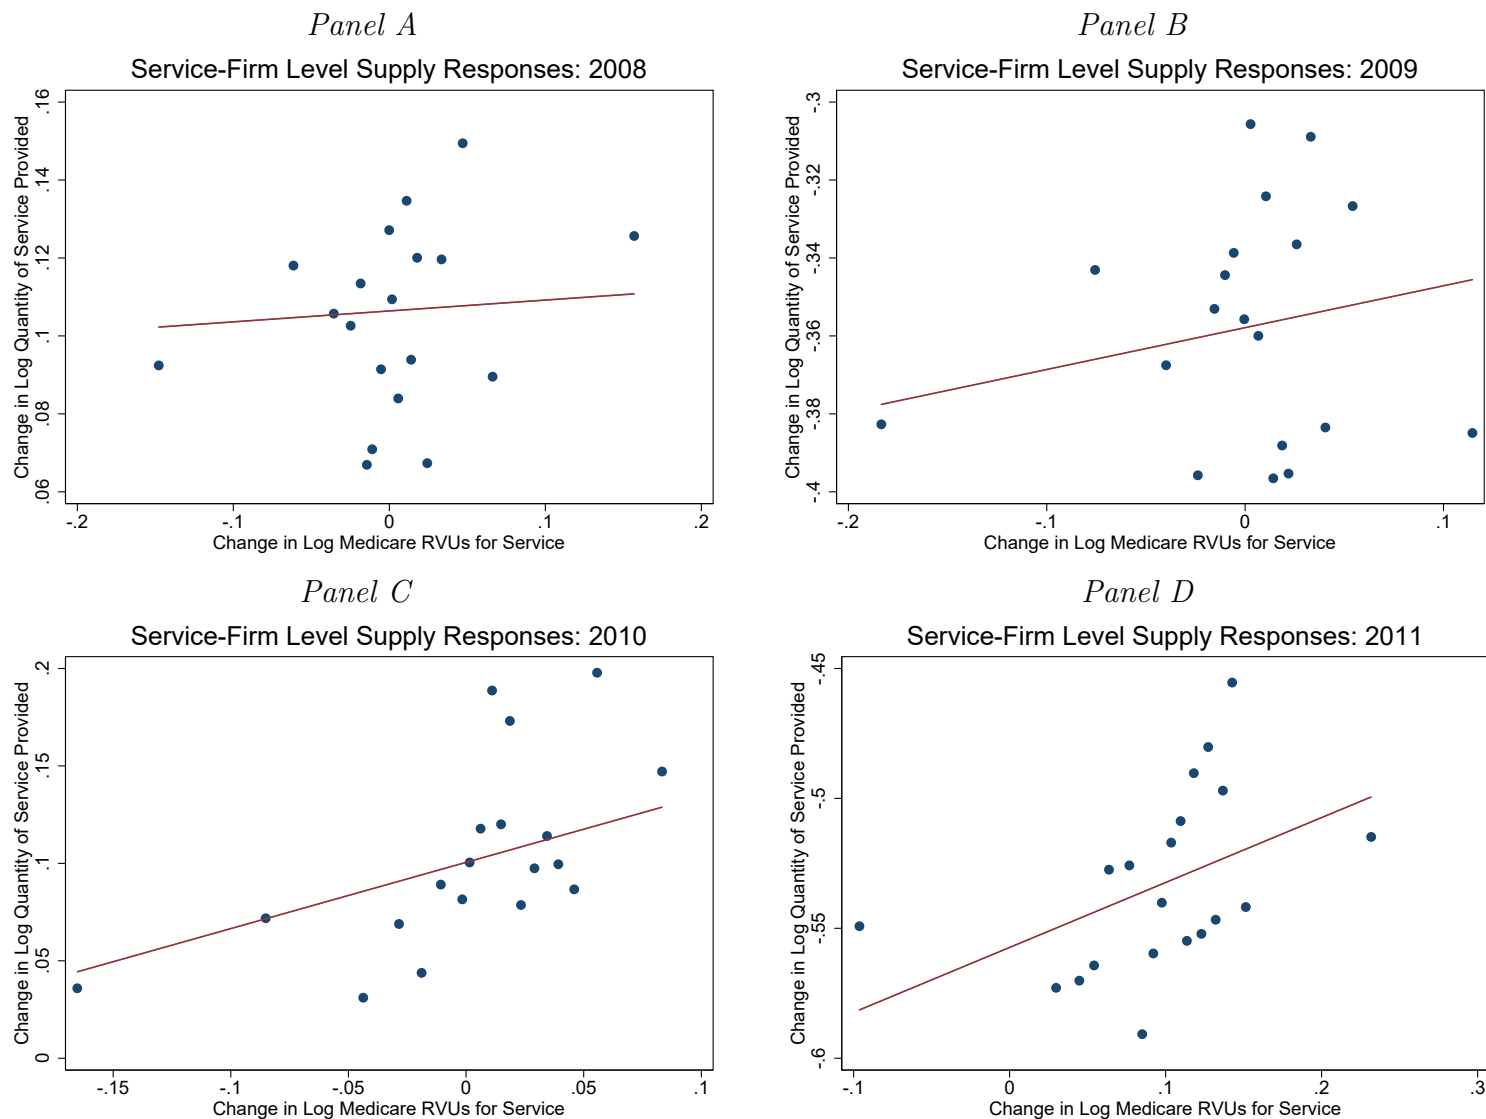 Panel A
Service-Firm Level Supply Responses: 2008
Change in Log Quantity of Service Provided
.16
.14
.12
.1
.08
.06
-.2
-.1
0
.1
.2
Change in Log Medicare RVUs for Service
Panel B
Service-Firm Level Supply Responses: 2009
Change in Log Quantity of Service Provided
-.3
-.32
-.34
-.36
-.38
-.4
-.2
-.1
0
.1
Change in Log Medicare RVUs for Service
Panel C
Service-Firm Level Supply Responses: 2010
Change in Log Quantity of Service Provided
.2
.15
.1
.05
0
-.15
-.1
-.05
0
.05
.1
Change in Log Medicare RVUs for Service
Panel D
Service-Firm Level Supply Responses: 2011
Change in Log Quantity of Service Provided
-.45
-.5
-.55
-.6
-.1
0
.1
.2
.3
Change in Log Medicare RVUs for Service